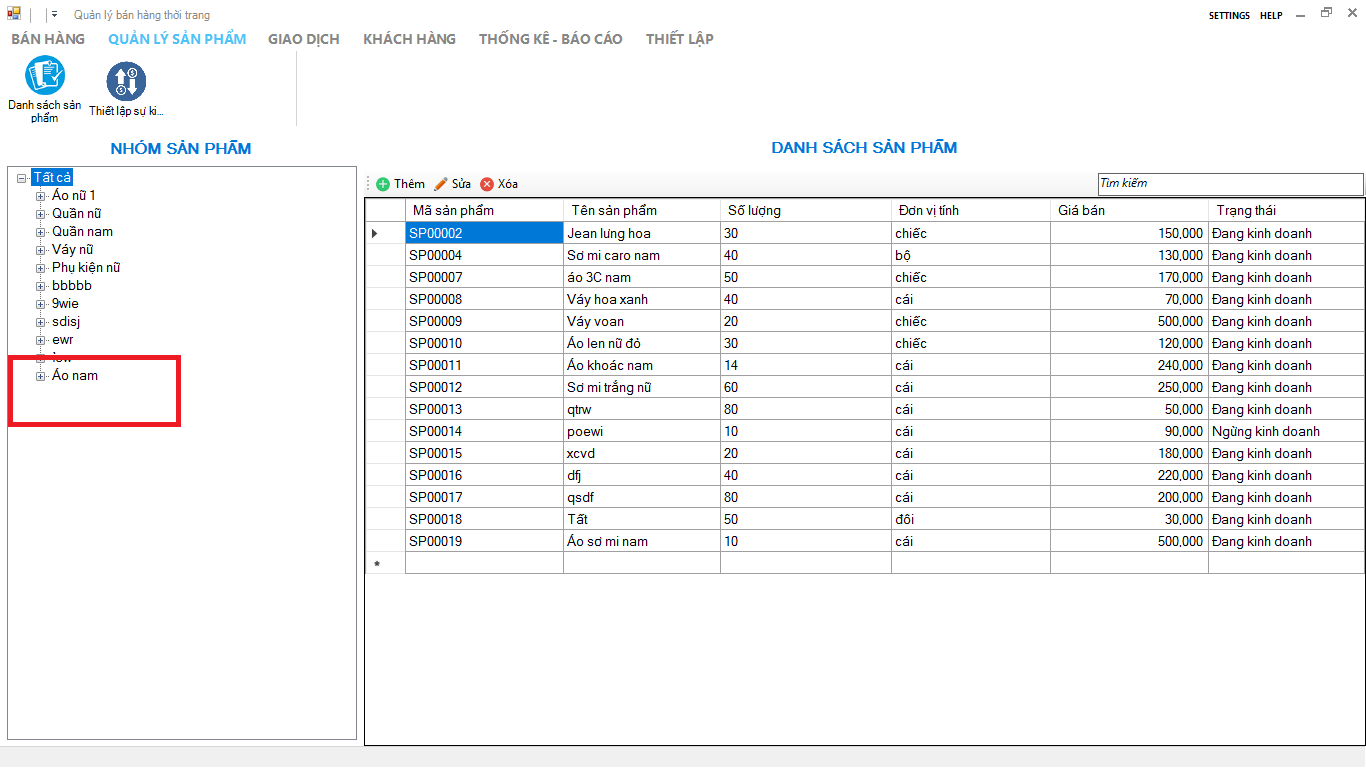 Quản lý bán hàng thời trang
SETTINGS HELP
BÁN HÀNG QUẢN LÝ SẢN PHẨM GIAO DỊCH KHÁCH HÀNG THỐNG KÊ - BÁO CÁO THIẾT LẬP
Danh sách sản
phẩm
Thiết lập sự ki...
NHÓM SẢN PHẨM
Tất cả
Áo nữ 1
Quần nữ
Quần nam
Váy nữ
Phụ kiện nữ
bbbbb
9wie
sdisj
ewr
Áo nam
DANH SÁCH SẢN PHẨM
Thêm Sửa Xóa Tìm kiếm
Mã sản phẩm Tên sản phẩm Số lượng Đơn vị tính Giá bán Trạng thái
SP00002 Jean lưng hoa 30 chiếc 150,000 Đang kinh doanh
SP00004 Sơ mi caro nam 40 bộ 130,000 Đang kinh doanh
SP00007 áo 3C nam 50 chiếc 170,000 Đang kinh doanh
SP00008 Váy hoa xanh 40 cái 70,000 Đang kinh doanh
SP00009 Váy voan 20 chiếc 500,000 Đang kinh doanh
SP00010 Áo len nữ đỏ 30 chiếc 120,000 Đang kinh doanh
SP00011 Áo khoác nam 14 cái 240,000 Đang kinh doanh
SP00012 Sơ mi trắng nữ 60 cái 250,000 Đang kinh doanh
SP00013 qtrw 80 cái 50,000 Đang kinh doanh
SP00014 poewi 10 cái 90,000 Ngừng kinh doanh
SP00015 xcvd 20 cái 180,000 Đang kinh doanh
SP00016 dfj 40 cái 220,000 Đang kinh doanh
SP00017 qsdf 80 cái 200,000 Đang kinh doanh
SP00018 Tất 50 đôi 30,000 Đang kinh doanh
SP00019 Áo sơ mi nam 10 cái 500,000 Đang kinh doanh